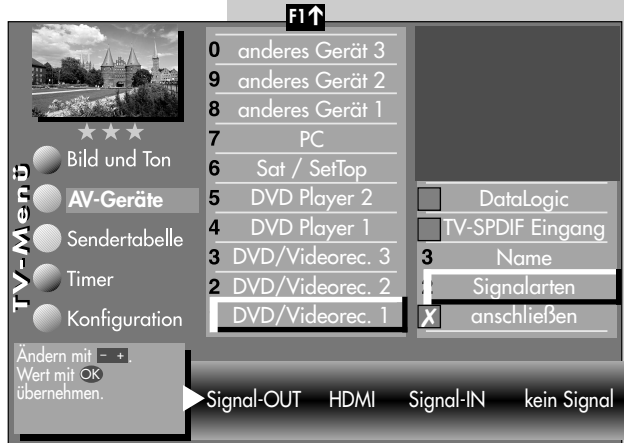 F1↑
TV-Menü
Bild und Ton
AV-Geräte
Sendertabelle
Timer
Konfiguration
0 anderes Gerät 3
9 anderes Gerät 2
8 anderes Gerät 1
7 PC
6 Sat / SetTop
5 DVD Player 2
4 DVD Player 1
3 DVD/Videorec. 3
2 DVD/Videorec. 2
DVD/Videorec. 1
DataLogic
TV-SPDIF Eingang
3 Name
2 Signalarten
X anschließen
Ändern mit - + .
Wert mit OK
übernehmen.
Signal-OUT HDMI Signal-IN kein Signal